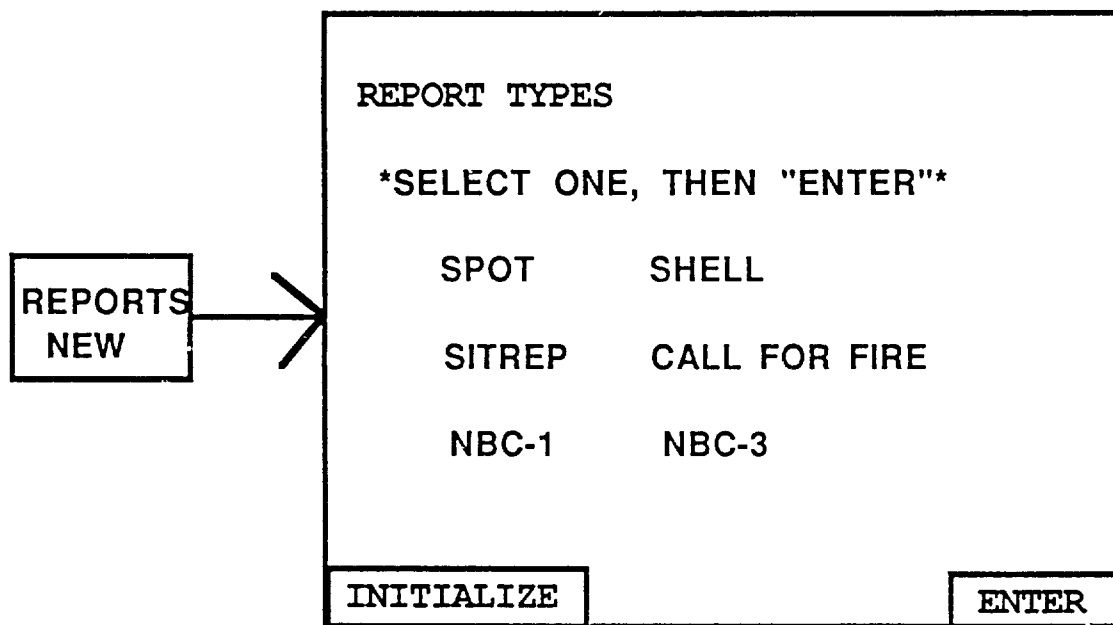 REPORT TYPES
*SELECT ONE, THEN "ENTER"*
SPOT SHELL
REPORTS
NEW
SITREP CALL FOR FIRE
NBC-1 NBC-3
INITIALIZE ENTER